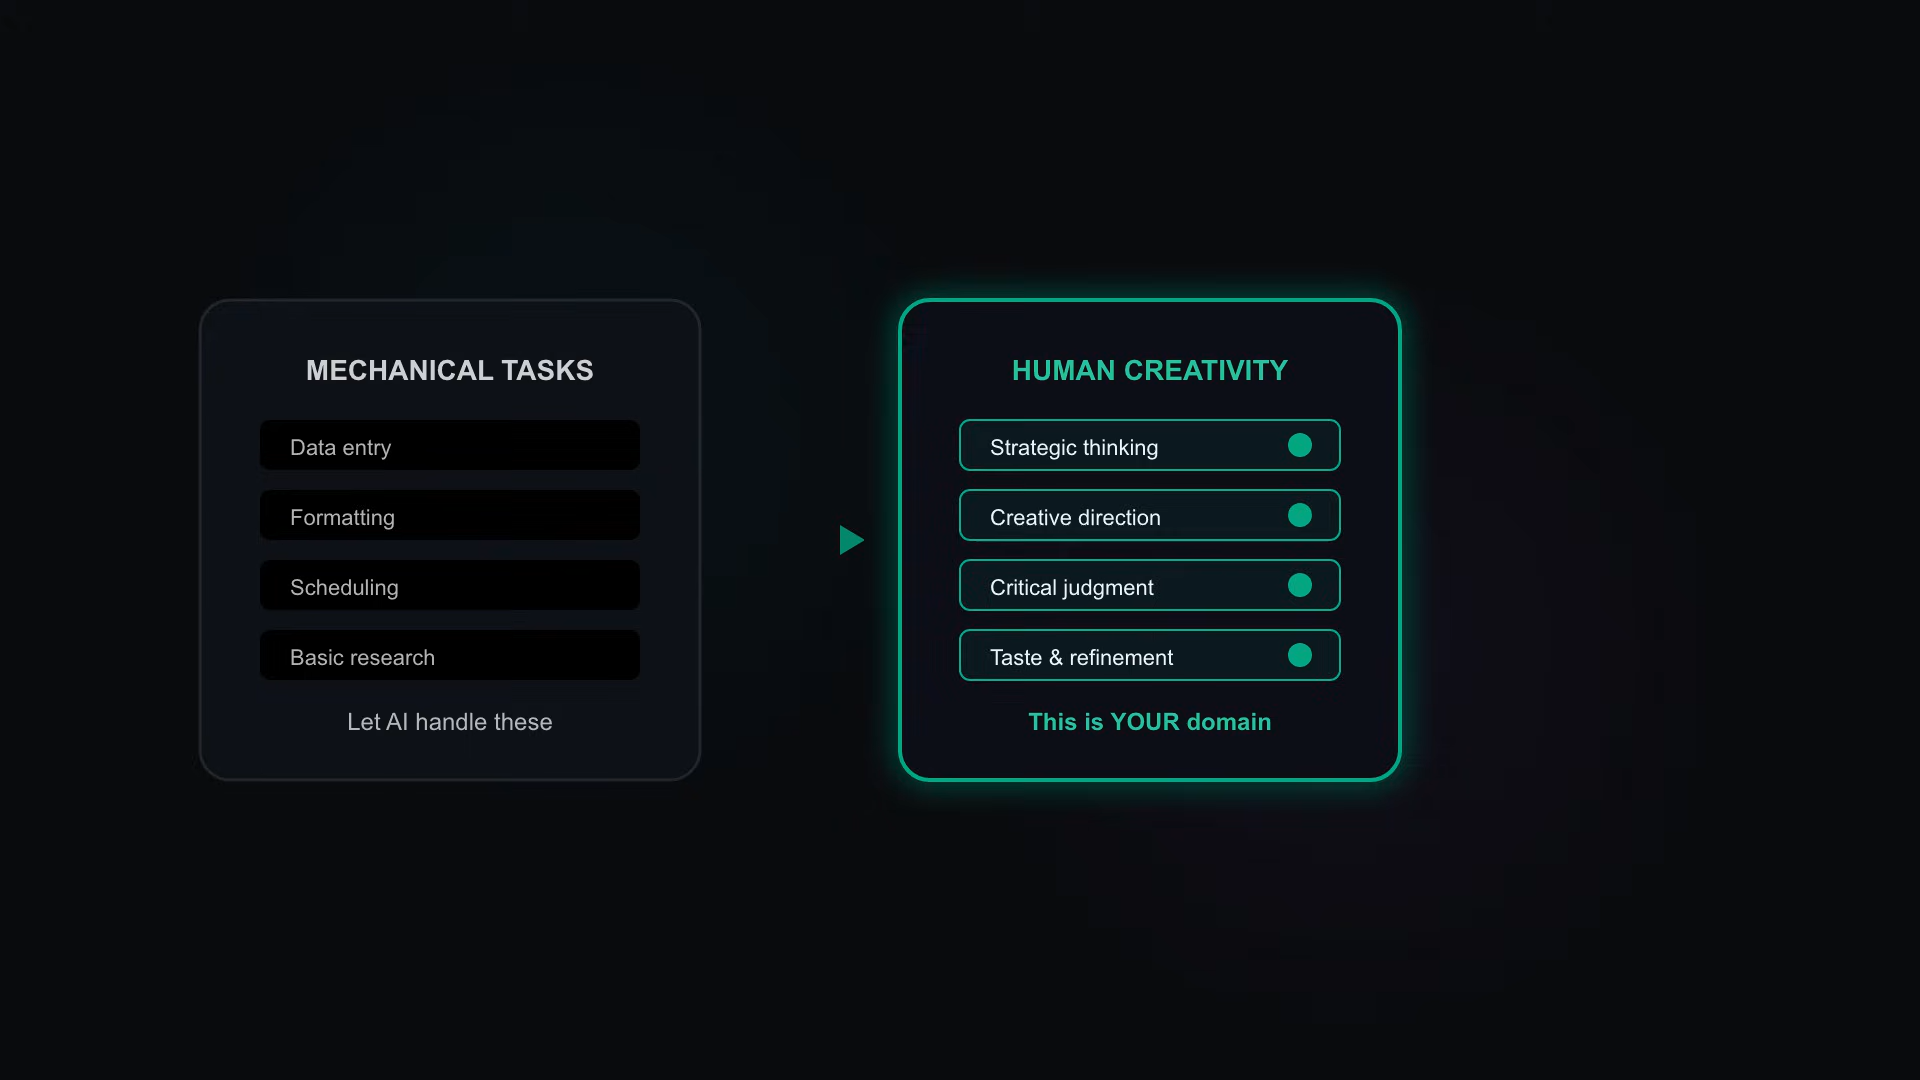 MECHANICAL TASKS
Data entry
Formatting
Scheduling
Basic research
Let AI handle these
HUMAN CREATIVITY
Strategic thinking
Creative direction
Critical judgment
Taste & refinement
This is YOUR domain